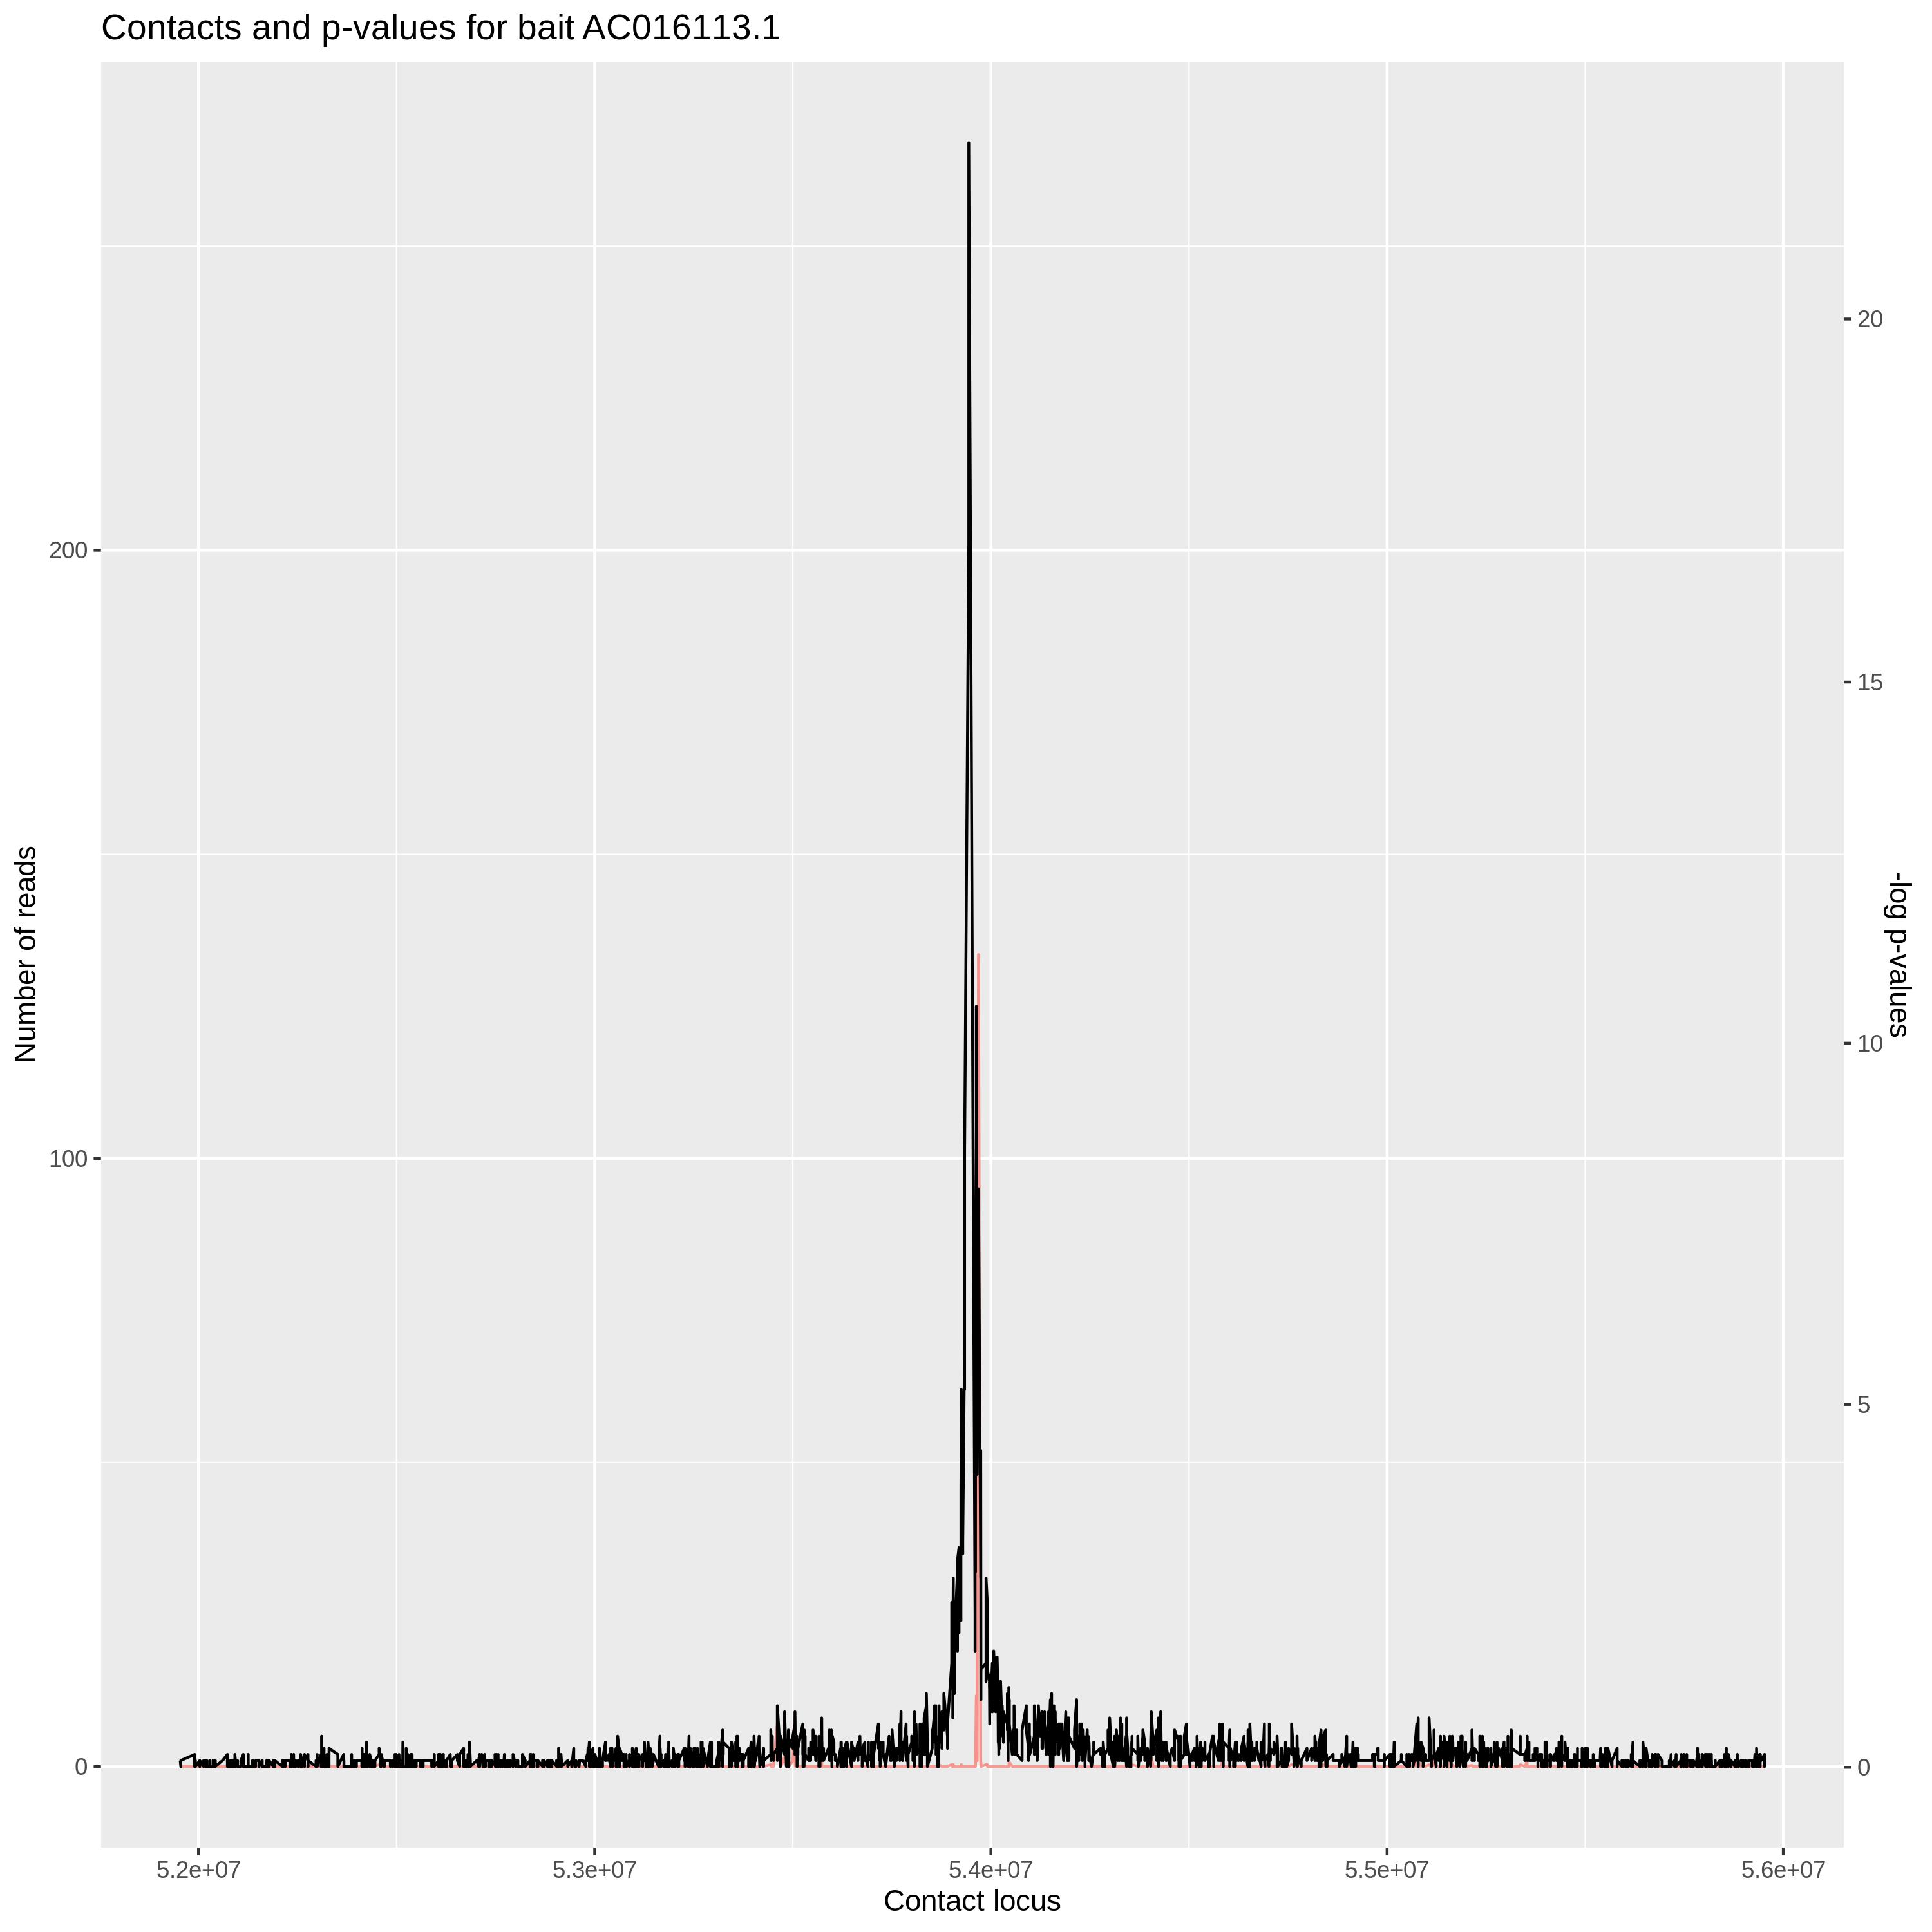 Contacts and p-values for bait AC016113.1
Number of reads
200
100
0
20
15
10
5
0
-log p-values
5.2e+07
5.3e+07
5.4e+07
5.5e+07
5.6e+07
Contact locus